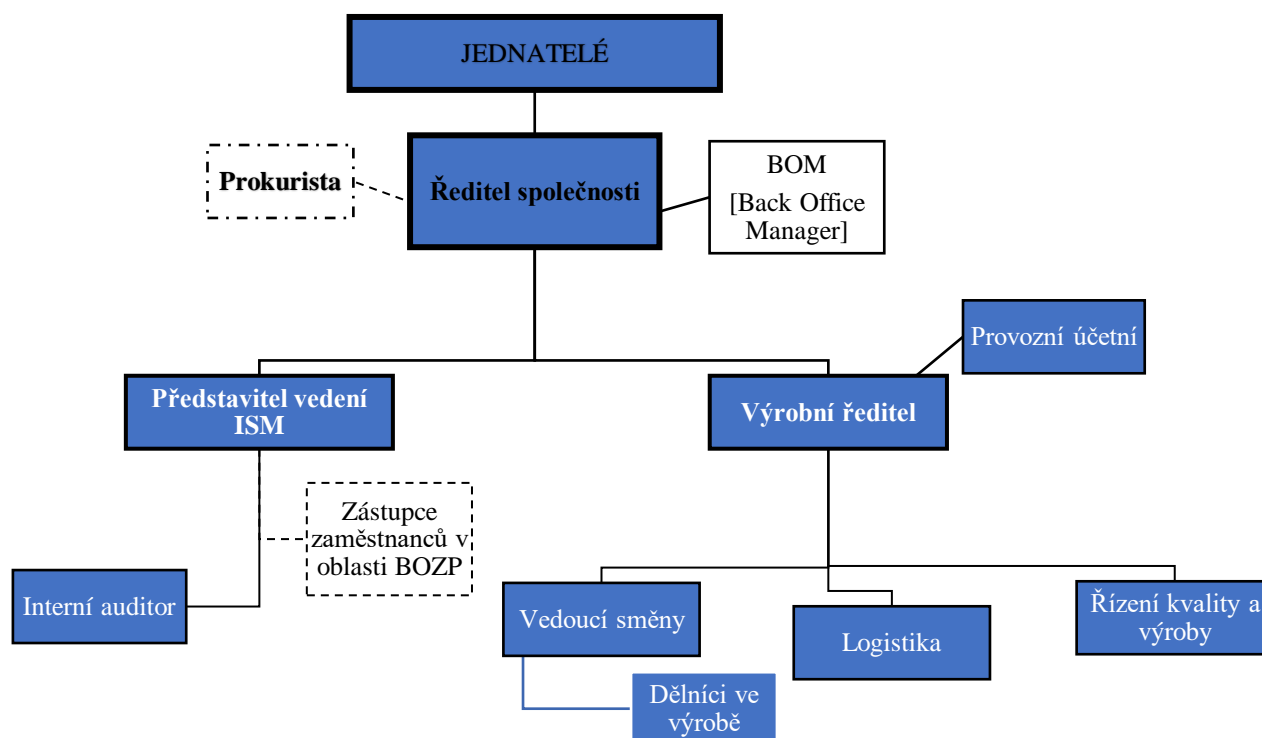 JEDNATELÉ
Prokurista
Ředitel společnosti
BOM
[Back Office
Manager]
Provozní účetní
Představitel vedení
ISM
Výrobní ředitel
Zástupce
zaměstnanců v
oblasti BOZP
Interní auditor
Vedoucí směny
Logistika
Řízení kvality a
výroby
Dělníci ve
výrobě